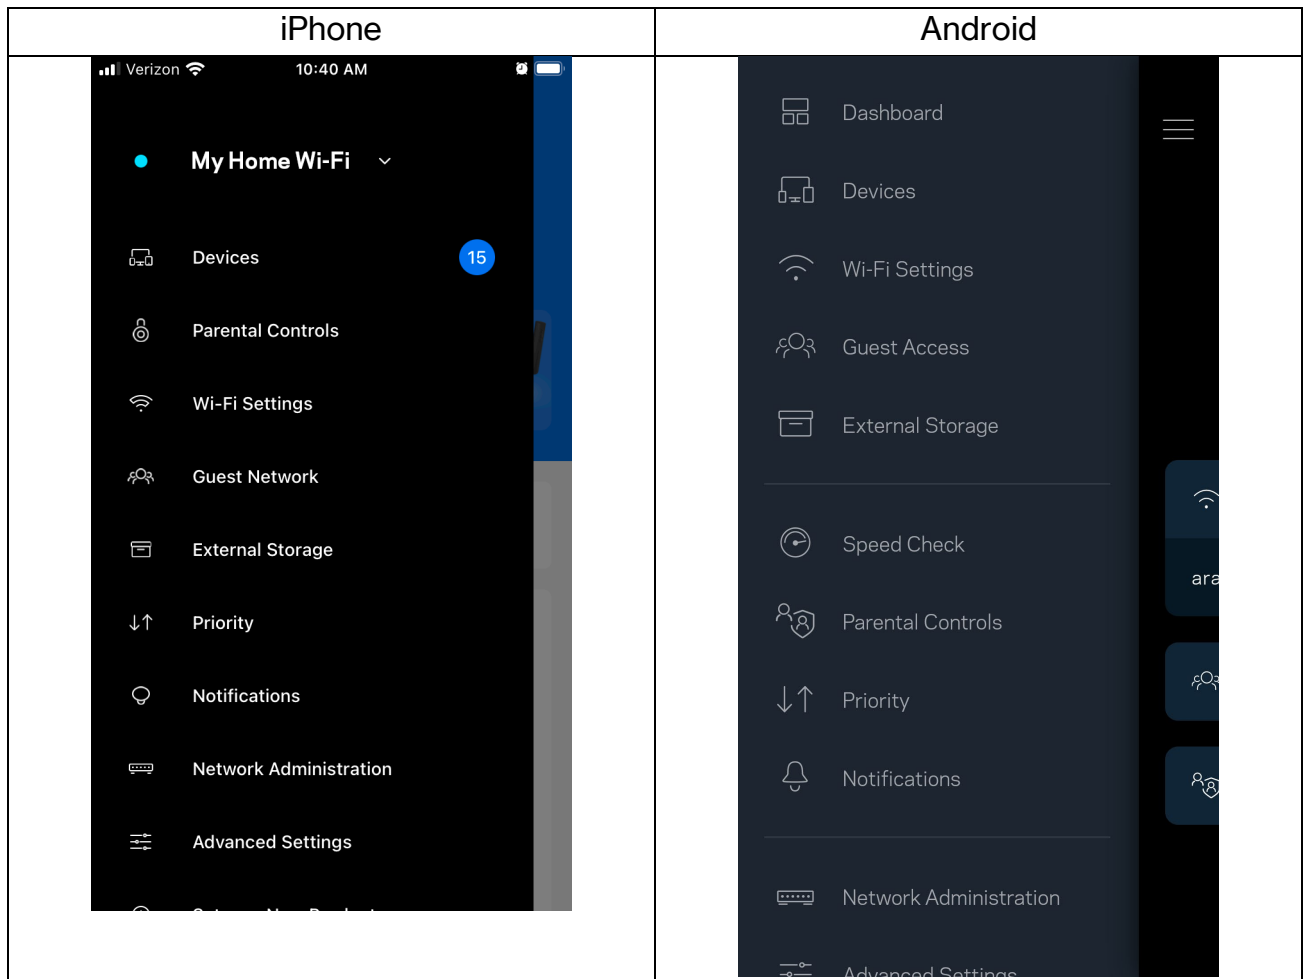 iPhone
Android
Verizon
10:40 AM
My Home Wi-Fi
Devices
15
Parental Controls
Wi-Fi Settings
Guest Network
External Storage
Priority
Notifications
Network Administration
Advanced Settings
Dashboard
Devices
Wi-Fi Settings
Guest Access
External Storage
Speed Check
Parental Controls
Priority
Notifications
Network Administration
Advanced Settings
ara